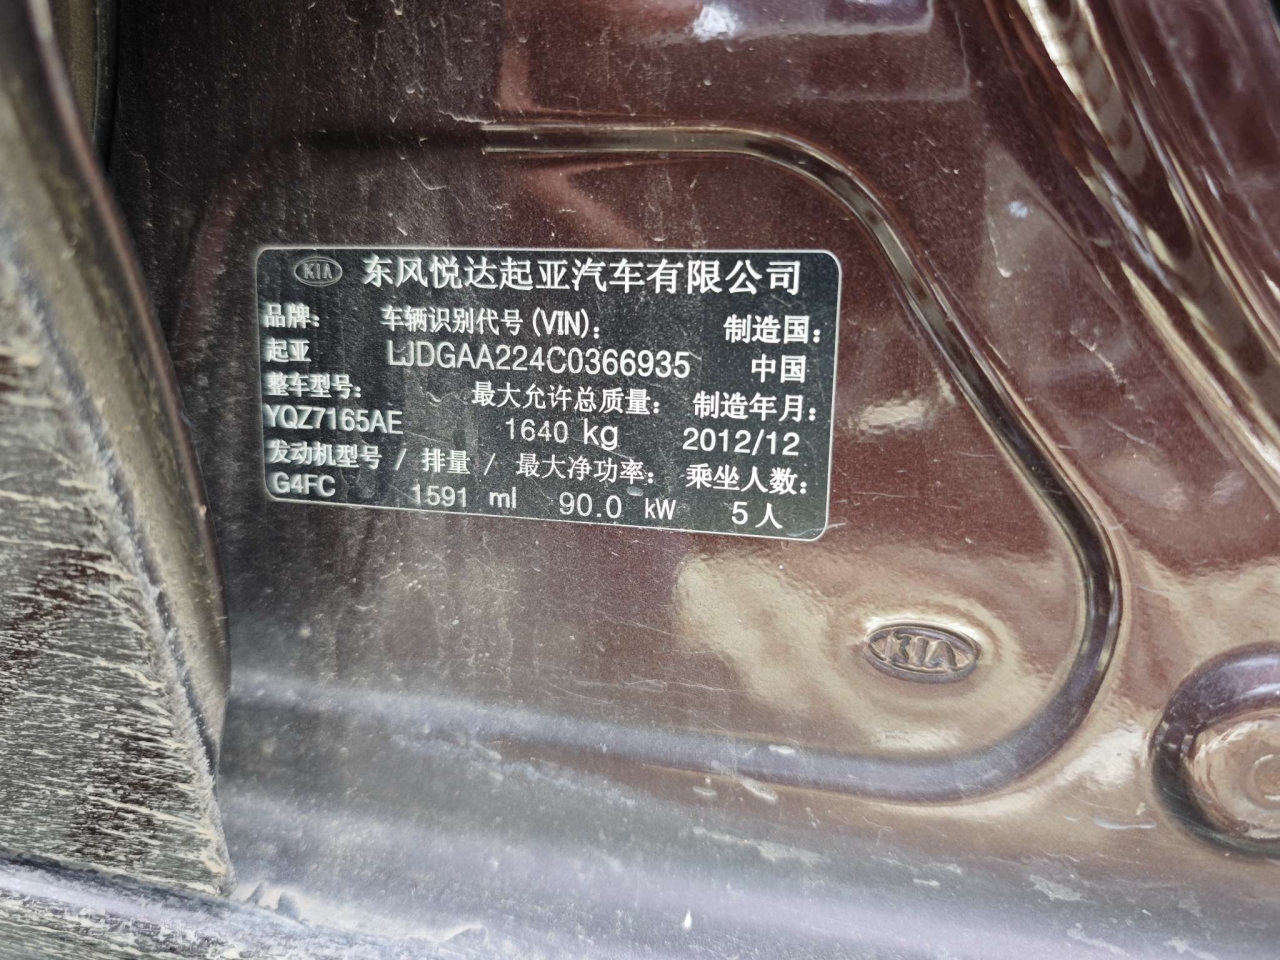 KIA 东风悦达起亚汽车有限公司
品牌: 车辆识别代号(VIN): 制造国:
起亚 LJDGAA224C0366935 中国
整车型号: 最大允许总质量: 制造年月:
YQZ7165AE 1640 kg 2012/12
发动机型号 / 排量 / 最大净功率: 乘坐人数:
G4FC 1591 ml 90.0 kW 5人
KIA